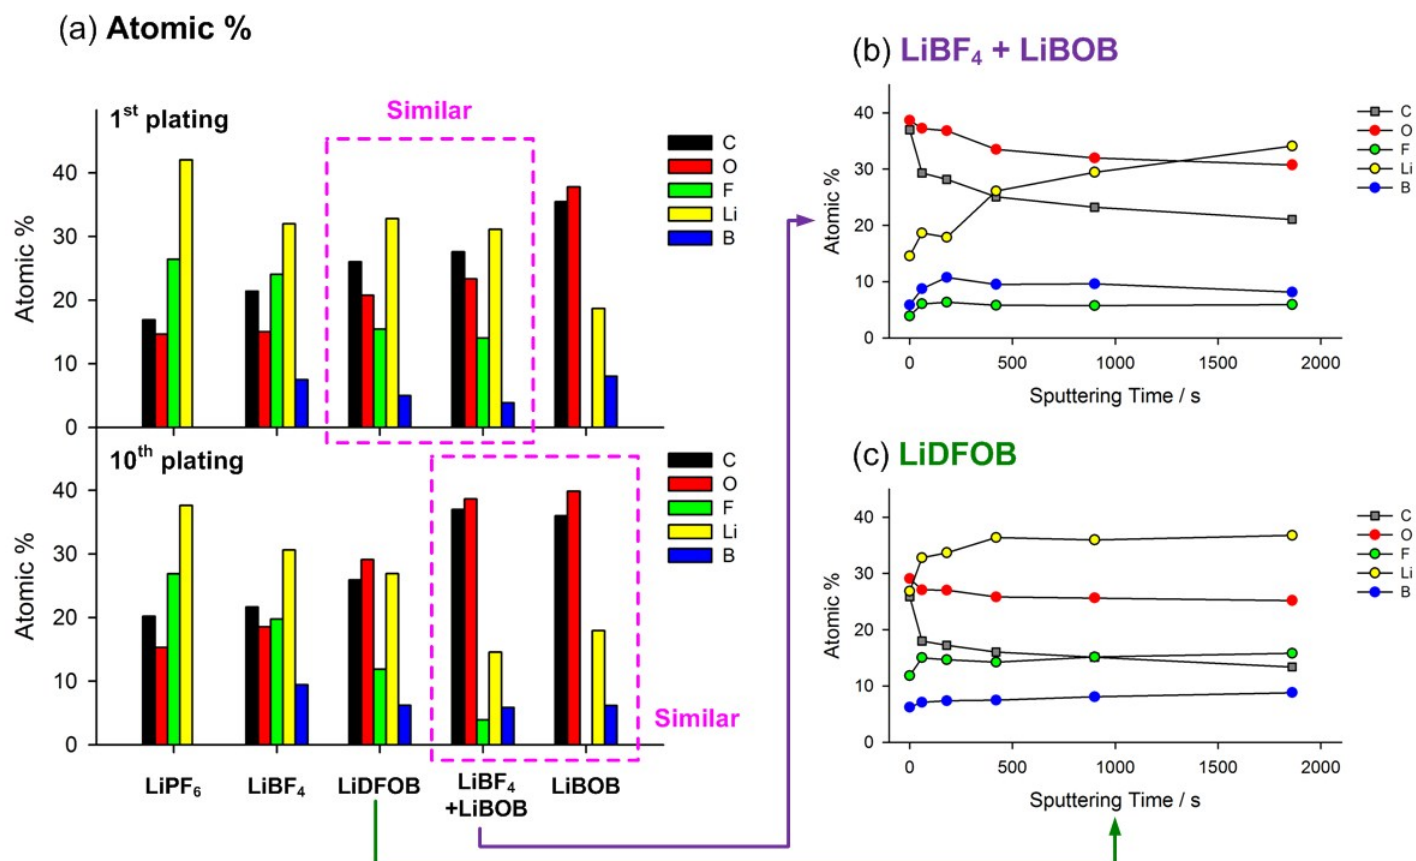 (a) Atomic %
1st plating
Similar
C
O
F
Li
B
Atomic %
40
30
20
10
0
10th plating
C
O
F
Li
B
Atomic %
40
30
20
10
0
Similar
LiPF6
LiBF4
LiDFOB
LiBF4
+LiBOB
LiBOB
(b) LiBF4 + LiBOB
C
O
F
Li
B
Atomic %
40
30
20
10
0
0 500 1000 1500 2000
Sputtering Time / s
(c) LiDFOB
C
O
F
Li
B
Atomic %
40
30
20
10
0
0 500 1000 1500 2000
Sputtering Time / s